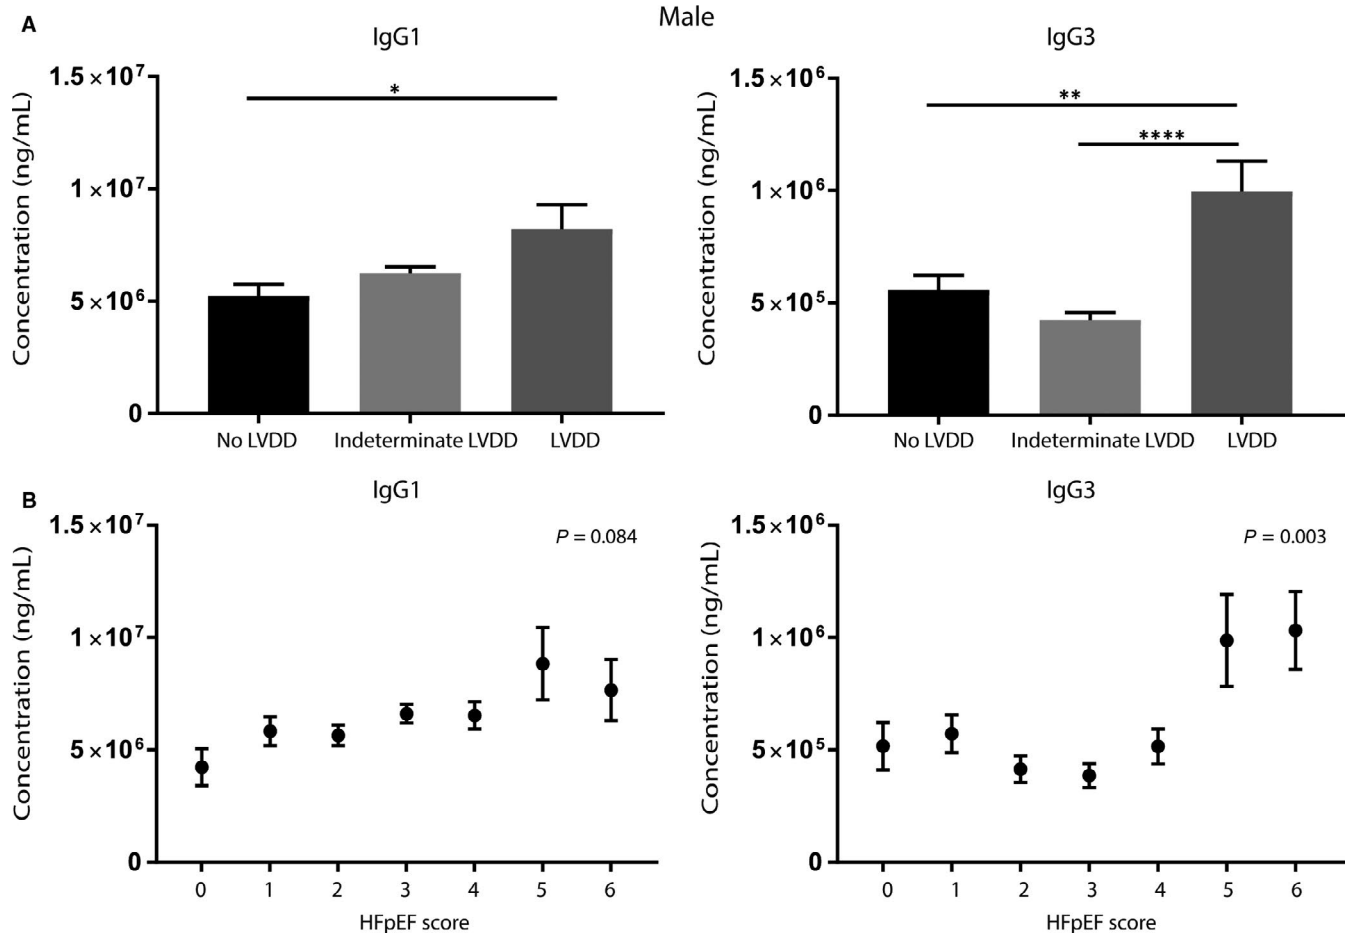 Male
A
IgG1
1.5×10⁷
1×10⁷
5×10⁶
0
Concentration (ng/mL)
*
No LVDD
Indeterminate LVDD
LVDD
IgG3
1.5×10⁶
1×10⁶
5×10⁵
0
Concentration (ng/mL)
**
****
No LVDD
Indeterminate LVDD
LVDD
B
IgG1
P = 0.084
1.5×10⁷
1×10⁷
5×10⁶
0
Concentration (ng/mL)
0 1 2 3 4 5 6
HFpEF score
IgG3
P = 0.003
1.5×10⁶
1×10⁶
5×10⁵
0
Concentration (ng/mL)
0 1 2 3 4 5 6
HFpEF score